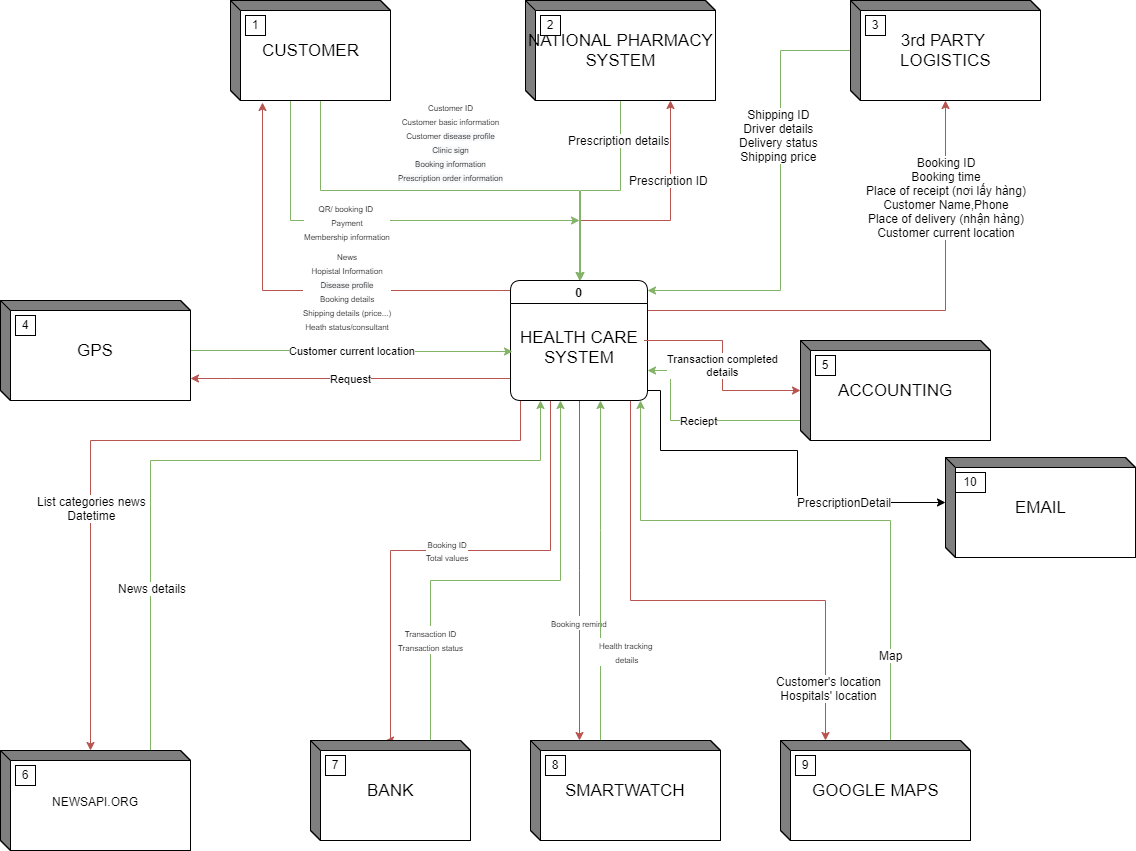 1
CUSTOMER
2
NATIONAL PHARMACY
SYSTEM
3
3rd PARTY
LOGISTICS
Customer ID
Customer basic information
Customer disease profile
Clinic sign
Booking information
Prescription order information
Prescription details
Prescription ID
Shipping ID
Driver details
Delivery status
Shipping price
Booking ID
Booking time
Place of receipt (nơi lấy hàng)
Customer Name,Phone
Place of delivery (nhận hàng)
Customer current location
QR/ booking ID
Payment
Membership information
News
Hopistal Information
Disease profile
Booking details
Shipping details (price...)
Heath status/consultant
0
HEALTH CARE
SYSTEM
4
GPS
Customer current location
Request
Transaction completed
details
5
ACCOUNTING
Reciept
10
EMAIL
PrescriptionDetail
List categories news
Datetime
News details
Booking ID
Total values
Transaction ID
Transaction status
Booking remind
Health tracking
details
Map
Customer's location
Hospitals' location
6
NEWSAPI.ORG
7
BANK
8
SMARTWATCH
9
GOOGLE MAPS